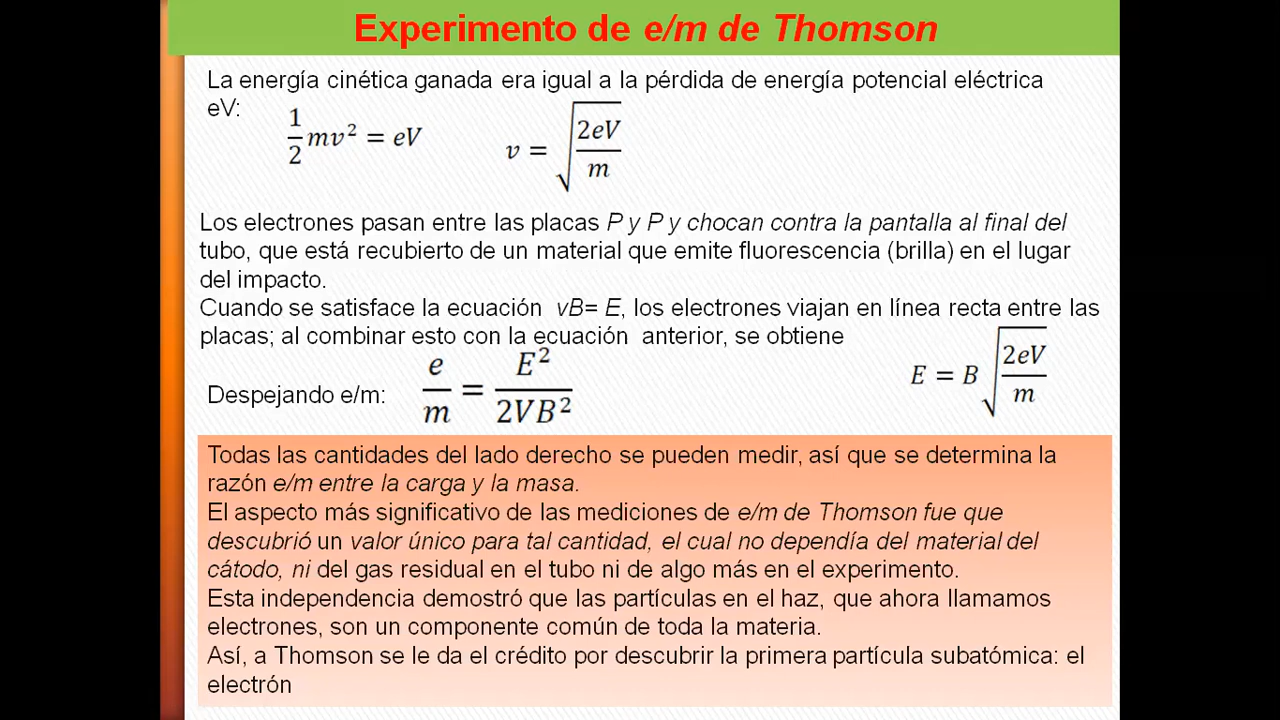 Experimento de e/m de Thomson
La energía cinética ganada era igual a la pérdida de energía potencial eléctrica
eV:
1/2 mv² = eV
v = √(2eV/m)
Los electrones pasan entre las placas P y P y chocan contra la pantalla al final del
tubo, que está recubierto de un material que emite fluorescencia (brilla) en el lugar
del impacto.
Cuando se satisface la ecuación vB= E, los electrones viajan en línea recta entre las
placas; al combinar esto con la ecuación anterior, se obtiene
E = B √(2eV/m)
Despejando e/m:
e/m = E²/2VB²
Todas las cantidades del lado derecho se pueden medir, así que se determina la
razón e/m entre la carga y la masa.
El aspecto más significativo de las mediciones de e/m de Thomson fue que
descubrió un valor único para tal cantidad, el cual no dependía del material del
cátodo, ni del gas residual en el tubo ni de algo más en el experimento.
Esta independencia demostró que las partículas en el haz, que ahora llamamos
electrones, son un componente común de toda la materia.
Así, a Thomson se le da el crédito por descubrir la primera partícula subatómica: el
electrón